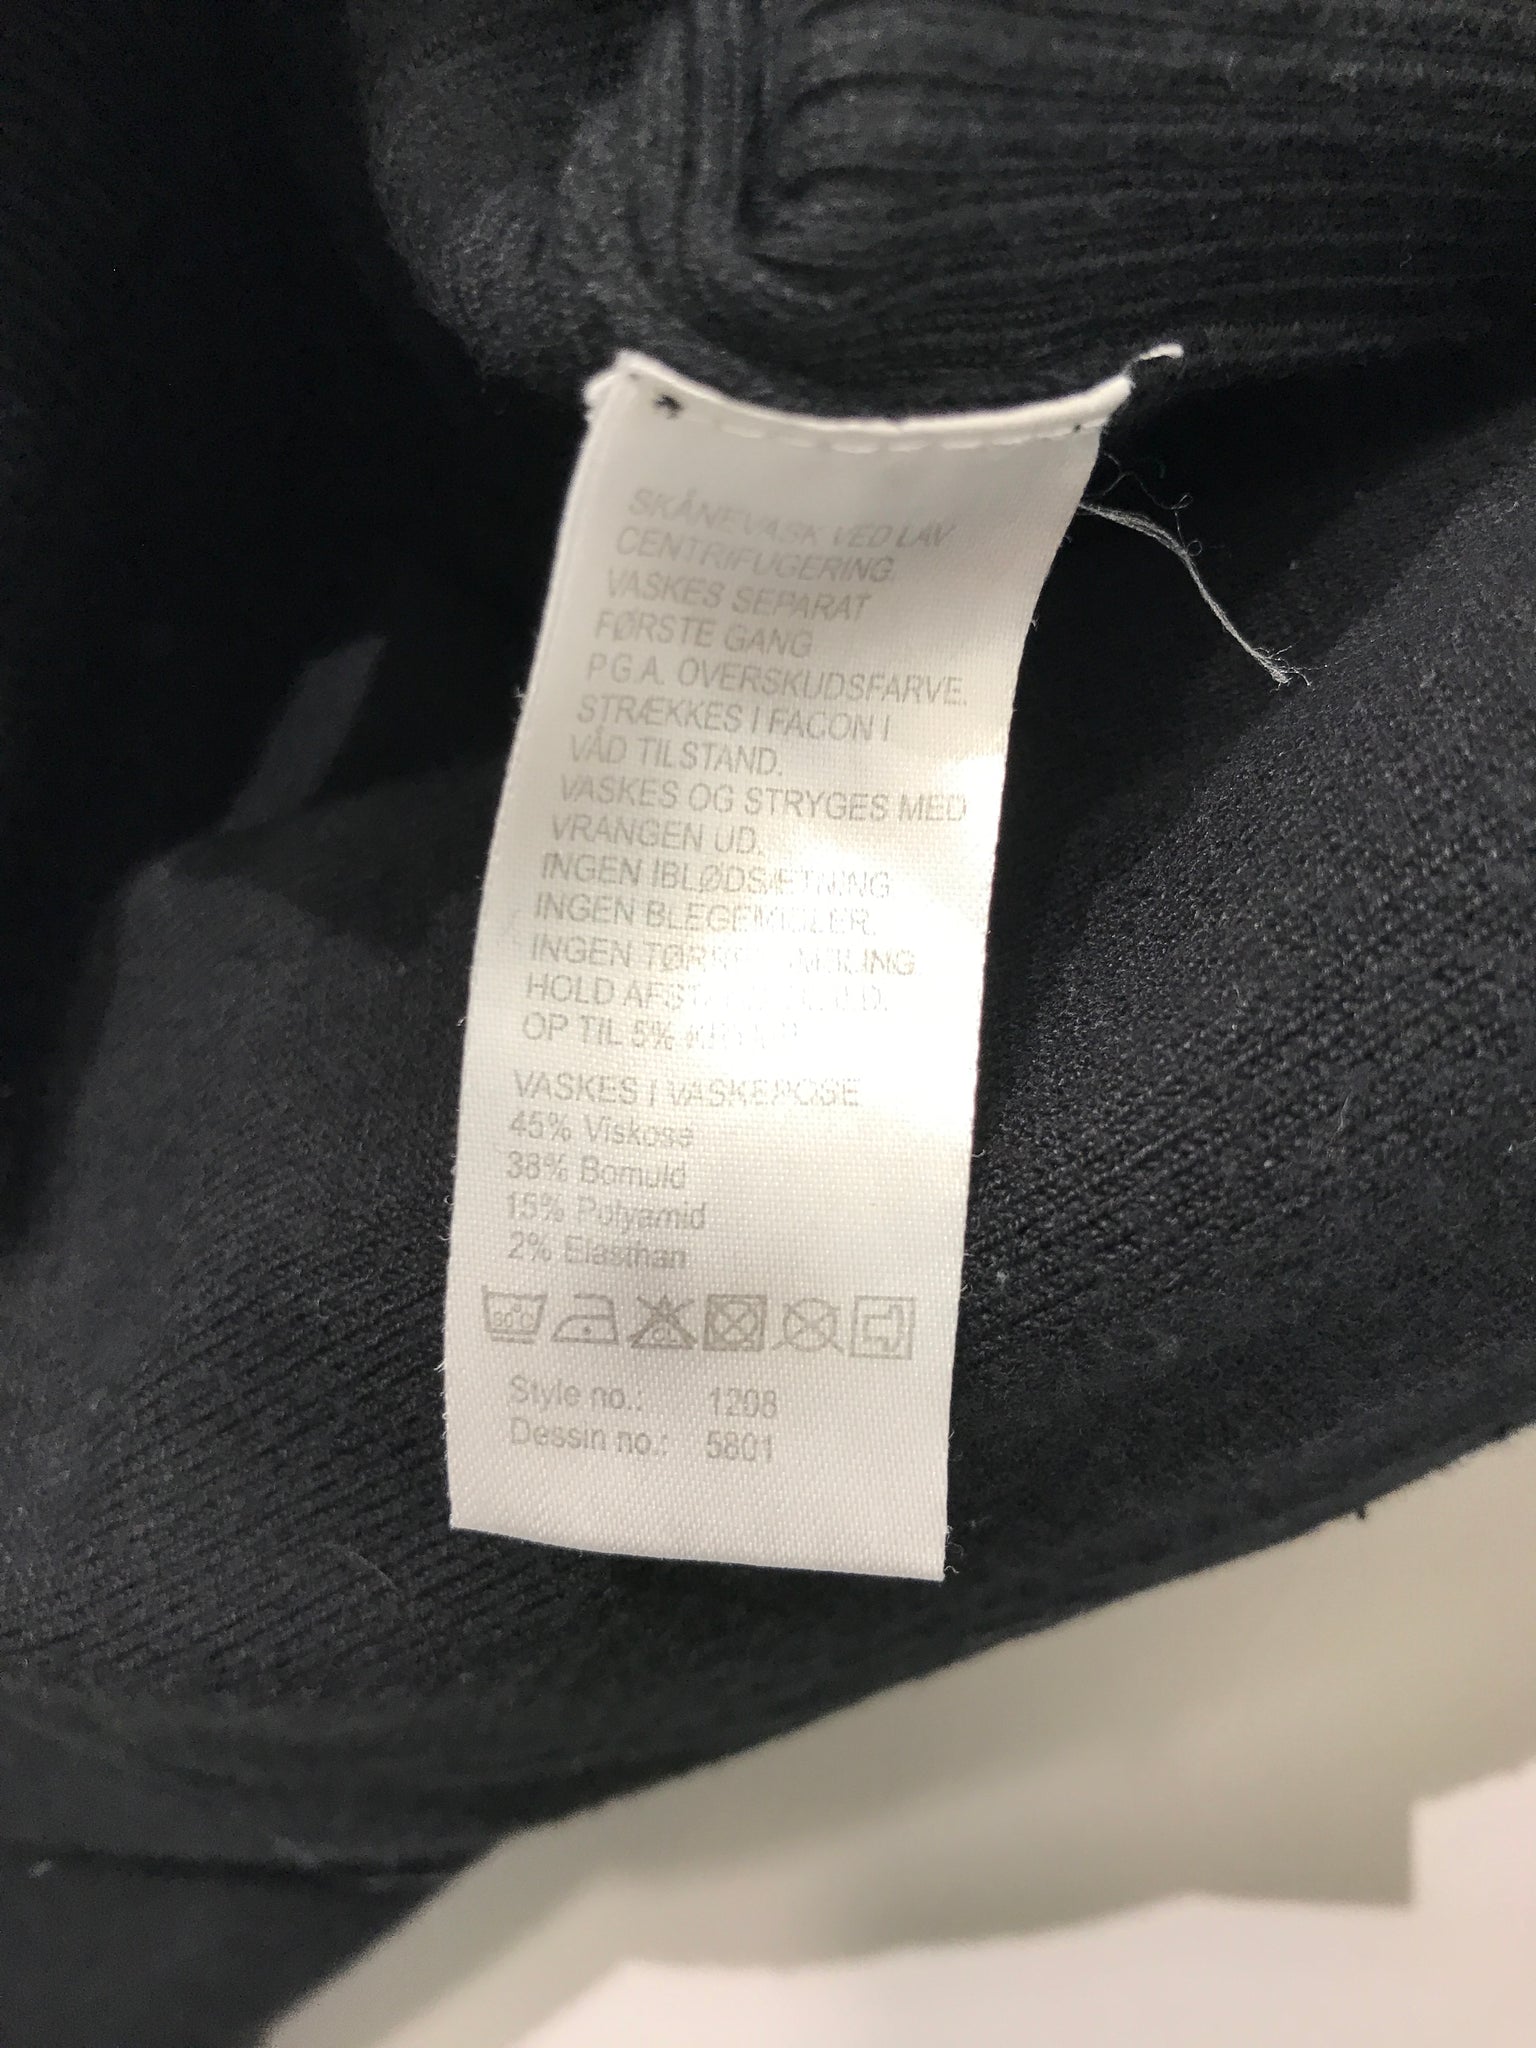 SKÅNEVASK VED LAV
CENTRIFUGERING.
VASKES SEPARAT
FØRSTE GANG
P.G.A. OVERSKUDSFARVE.
STRÆKKES I FACON I
VÅD TILSTAND.
VASKES OG STRYGES MED
VRANGEN UD.
INGEN IBLØDSÆTNING
INGEN BLEGEMIDLER.
INGEN
HOLD
OP TIL 5%
VASKES I VASKEPOSE
45% Viskose
38% Bomuld
15% Polyamid
2% Elasthan
30°C
Style no.: 1208
Dessin no.: 5801